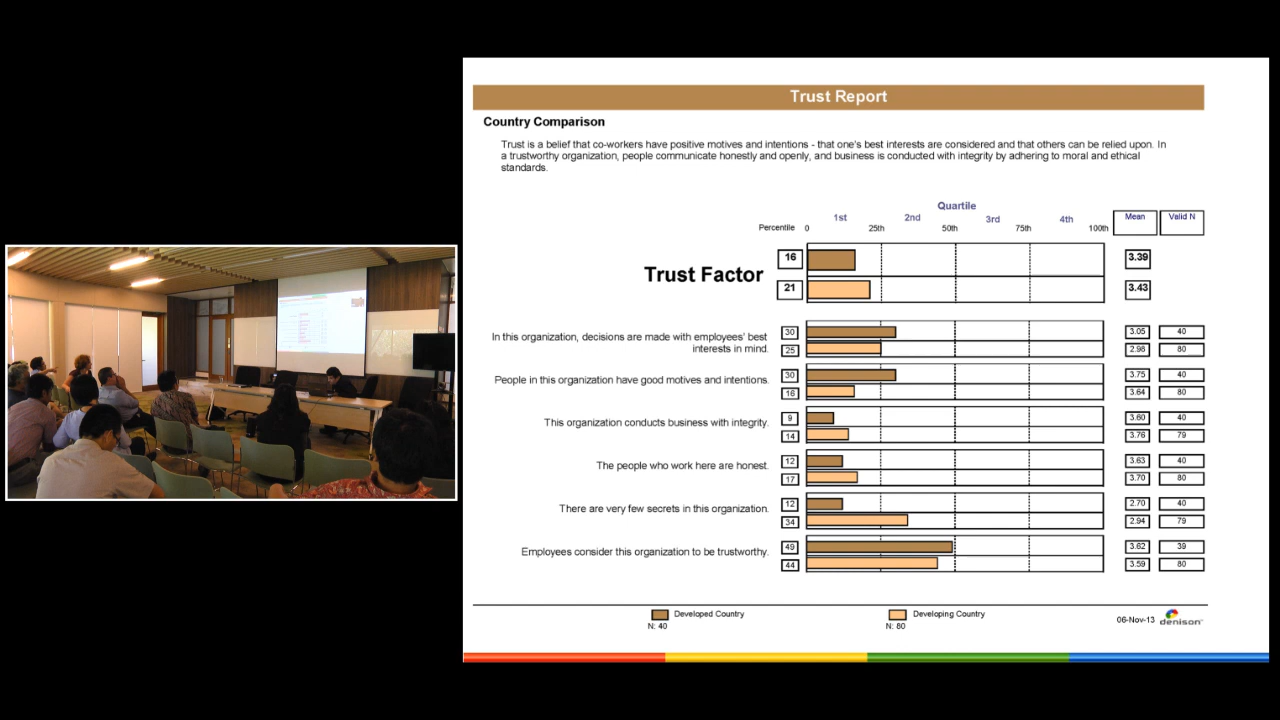 Trust Report
Country Comparison
Trust is a belief that co-workers have positive motives and intentions - that one's best interests are considered and that others can be relied upon. In
a trustworthy organization, people communicate honestly and openly, and business is conducted with integrity by adhering to moral and ethical
standards.
Quartile
1st 2nd 3rd 4th Mean Valid N
Percentile 0 25th 50th 75th 100th
16 3.39
Trust Factor
21 3.43
In this organization, decisions are made with employees' best
interests in mind.
30 3.05 40
25 2.98 80
People in this organization have good motives and intentions.
30 3.75 40
16 3.64 80
This organization conducts business with integrity.
9 3.60 40
14 3.76 79
The people who work here are honest.
12 3.63 40
17 3.70 80
There are very few secrets in this organization.
12 2.70 40
34 2.94 79
Employees consider this organization to be trustworthy.
49 3.62 39
44 3.59 80
Developed Country
N: 40
Developing Country
N: 80
06-Nov-13 denison